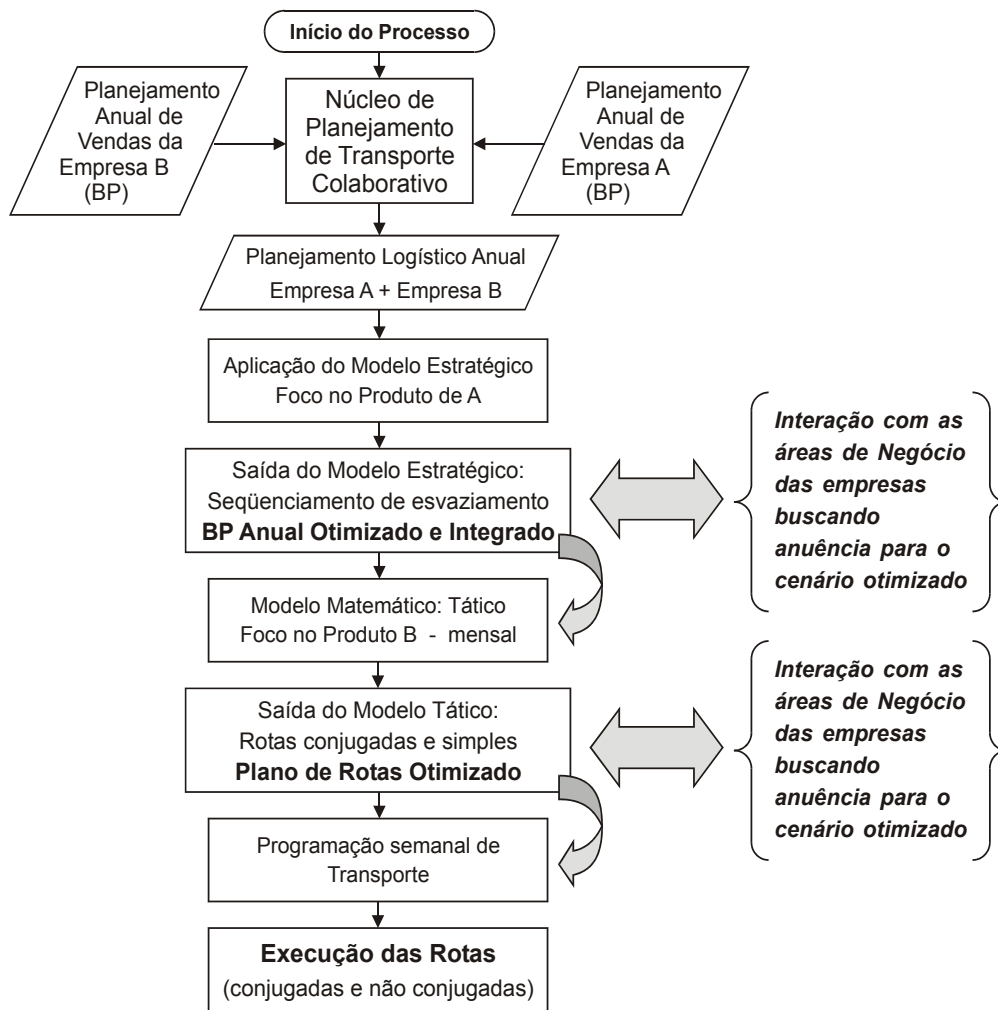 Início do Processo
Planejamento
Anual de
Vendas da
Empresa B
(BP)
Núcleo de
Planejamento
de Transporte
Colaborativo
Planejamento
Anual de
Vendas da
Empresa A
(BP)
Planejamento Logístico Anual
Empresa A + Empresa B
Aplicação do Modelo Estratégico
Foco no Produto de A
Saída do Modelo Estratégico:
Seqüenciamento de esvaziamento
BP Anual Otimizado e Integrado
Interação com as
áreas de Negócio
das empresas
buscando
anuência para o
cenário otimizado
Modelo Matemático: Tático
Foco no Produto B - mensal
Saída do Modelo Tático:
Rotas conjugadas e simples
Plano de Rotas Otimizado
Interação com as
áreas de Negócio
das empresas
buscando
anuência para o
cenário otimizado
Programação semanal de
Transporte
Execução das Rotas
(conjugadas e não conjugadas)